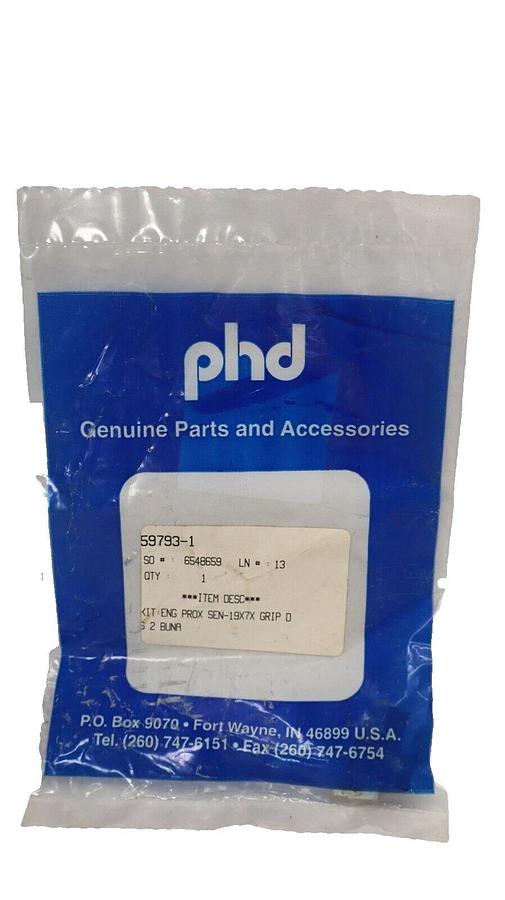 phd
Genuine Parts and Accessories
59793-1
SO # : 6548659 LN # : 13
QTY : 1
***ITEM DESC***
KIT ENG PROX SEN-19X7X GRIP D
S 2 BUNA
P.O. Box 9070 • Fort Wayne, IN 46899 U.S.A.
Tel. (260) 747-6151 • Fax (260) 747-6754